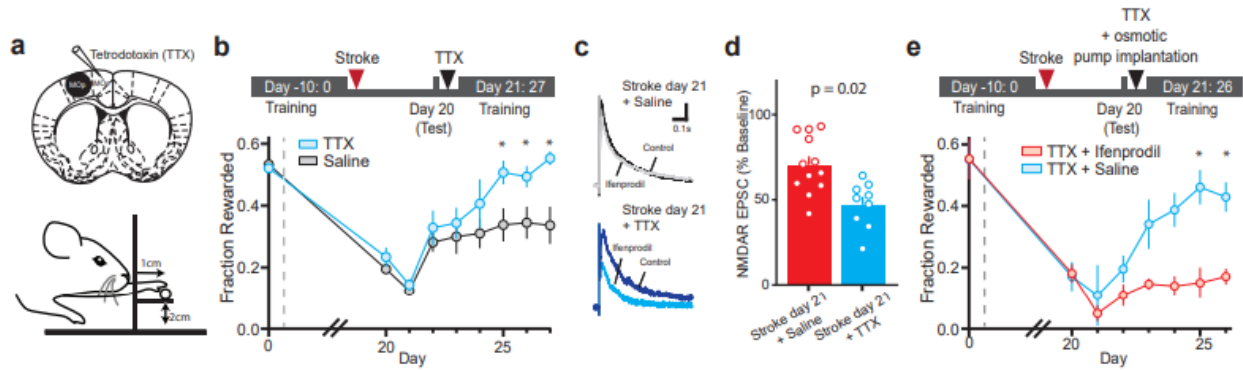 a
Tetrodotoxin (TTX)
MOp
1cm
2cm
b
Stroke
TTX
Day -10: 0
Day 21: 27
Training
Day 20
(Test)
Training
TTX
Saline
*
*
*
Fraction Rewarded
0.6
0.4
0.2
0.0
0
20
25
Day
c
Stroke day 21
+ Saline
0.1s
Control
Ifenprodil
Stroke day 21
+ TTX
Ifenprodil
Control
d
p = 0.02
NMDAR EPSC (% Baseline)
100
50
0
Stroke day 21
+ Saline
Stroke day 21
+ TTX
e
TTX
+ osmotic
pump implantation
Stroke
Day -10: 0
Day 21: 26
Training
Day 20
(Test)
Training
TTX + Ifenprodil
TTX + Saline
*
*
Fraction Rewarded
0.6
0.4
0.2
0.0
0
20
25
Day